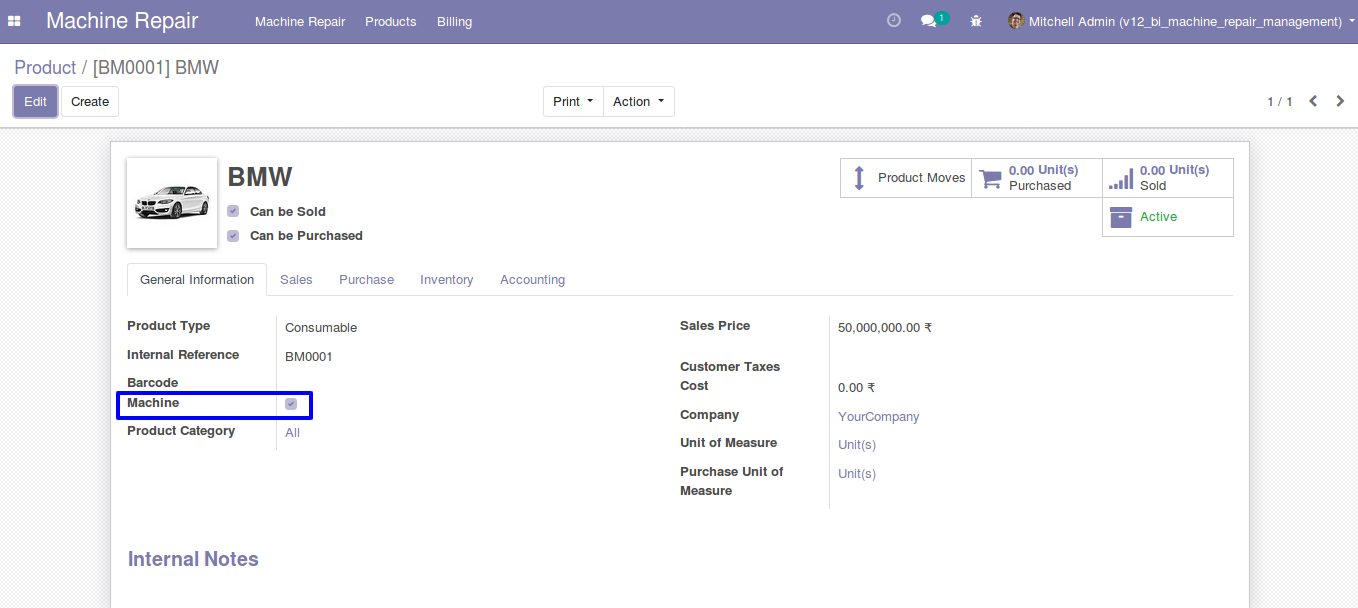 Machine Repair
Machine Repair Products Billing
1 Mitchell Admin (v12_bi_machine_repair_management)
Product / [BM0001] BMW
Edit Create Print Action 1 / 1
BMW
Can be Sold
Can be Purchased
Product Moves
0.00 Unit(s)
Purchased
0.00 Unit(s)
Sold
Active
General Information Sales Purchase Inventory Accounting
Product Type Consumable
Internal Reference BM0001
Barcode
Machine
Product Category All
Sales Price 50,000,000.00 ₹
Customer Taxes
Cost 0.00 ₹
Company YourCompany
Unit of Measure Unit(s)
Purchase Unit of Unit(s)
Measure
Internal Notes